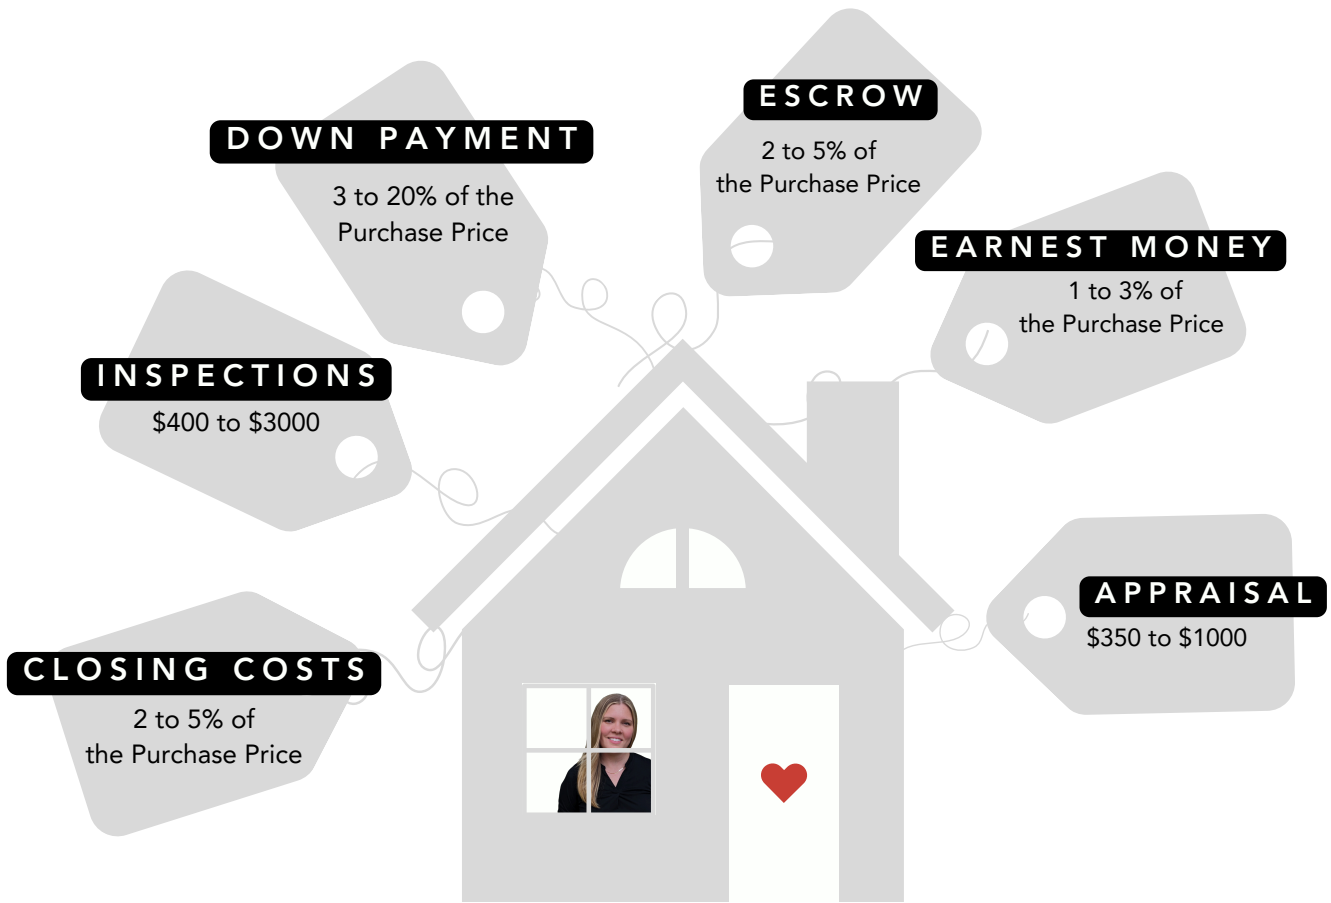 ESCROW
2 to 5% of
the Purchase Price
DOWN PAYMENT
3 to 20% of the
Purchase Price
EARNEST MONEY
1 to 3% of
the Purchase Price
INSPECTIONS
$400 to $3000
APPRAISAL
$350 to $1000
CLOSING COSTS
2 to 5% of
the Purchase Price